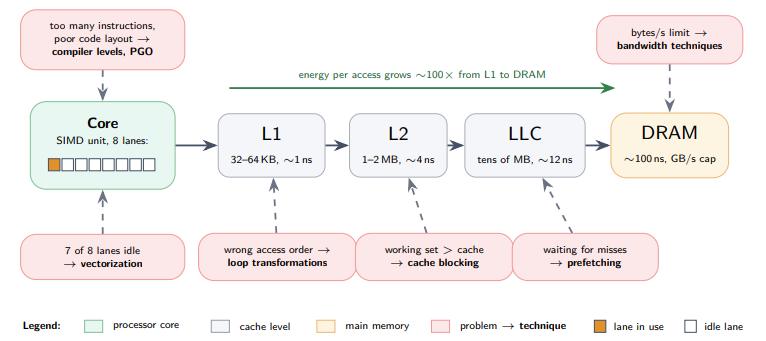 too many instructions,
poor code layout →
compiler levels, PGO
bytes/s limit →
bandwidth techniques
energy per access grows ∼100× from L1 to DRAM
Core
SIMD unit, 8 lanes:
L1
32–64 KB, ∼1 ns
L2
1–2 MB, ∼4 ns
LLC
tens of MB, ∼12 ns
DRAM
∼100 ns, GB/s cap
7 of 8 lanes idle
→ vectorization
wrong access order →
loop transformations
working set > cache
→ cache blocking
waiting for misses
→ prefetching
Legend: processor core cache level main memory problem → technique lane in use idle lane